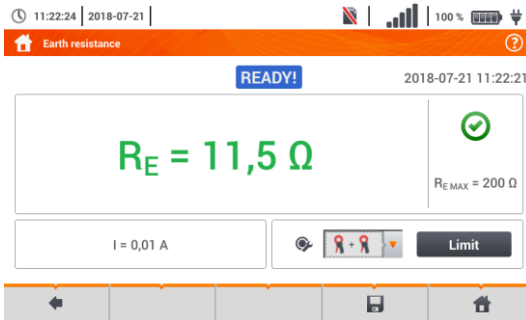 11:22:24 2018-07-21 100 %
Earth resistance ?
READY! 2018-07-21 11:22:21
RE = 11,5 Ω
RE MAX = 200 Ω
I = 0,01 A
+
Limit